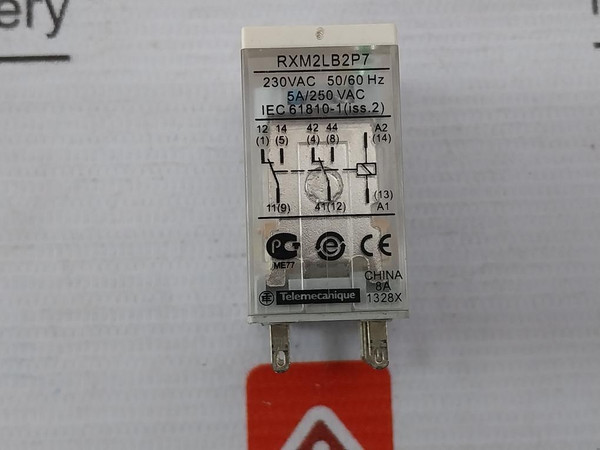 ery
RXM2LB2P7
230VAC 50/60 Hz
5A/250 VAC
IEC 61810-1(iss.2)
12 14 42 44 A2
(1) (5) (4) (8) (14)
11(9) 41(12) (13)
A1
ME77
CE
CHINA
8A
1328X
Telemecanique